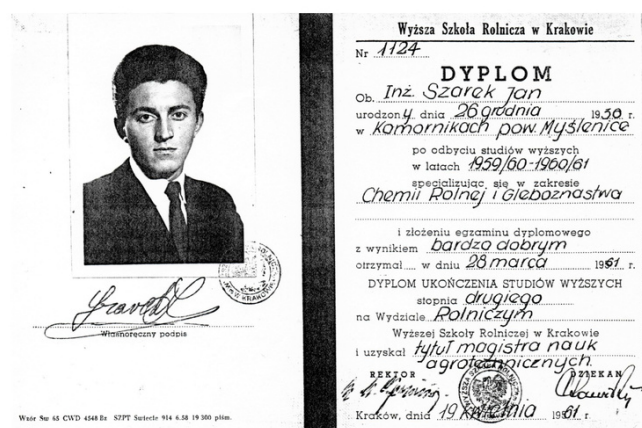 Własnoręczny podpis
Wzór Sw 65 CWD 4548 Bz SZPT Świecie 914 6.58 19 300 płśm.
Wyższa Szkoła Rolnicza w Krakowie
Nr 1124
DYPLOM
Ob. Inż. Szarek Jan
urodzony dnia 26 grudnia 1930 r.
w Kamornikach pow. Myślenice
po odbyciu studiów wyższych
w latach 1959/60-1960/61
specjalizując się w zakresie
Chemii Rolnej i Gleboznastwa
i złożeniu egzaminu dyplomowego
z wynikiem bardzo dobrym
otrzymał w dniu 28 marca 1961 r.
DYPLOM UKOŃCZENIA STUDIÓW WYŻSZYCH
stopnia drugiego
na Wydziale Rolniczym
Wyższej Szkoły Rolniczej w Krakowie
i uzyskał tytuł magistra nauk
agrotechnicznych.
REKTOR DZIEKAN
Kraków, dnia 19 kwietnia 1961 r.